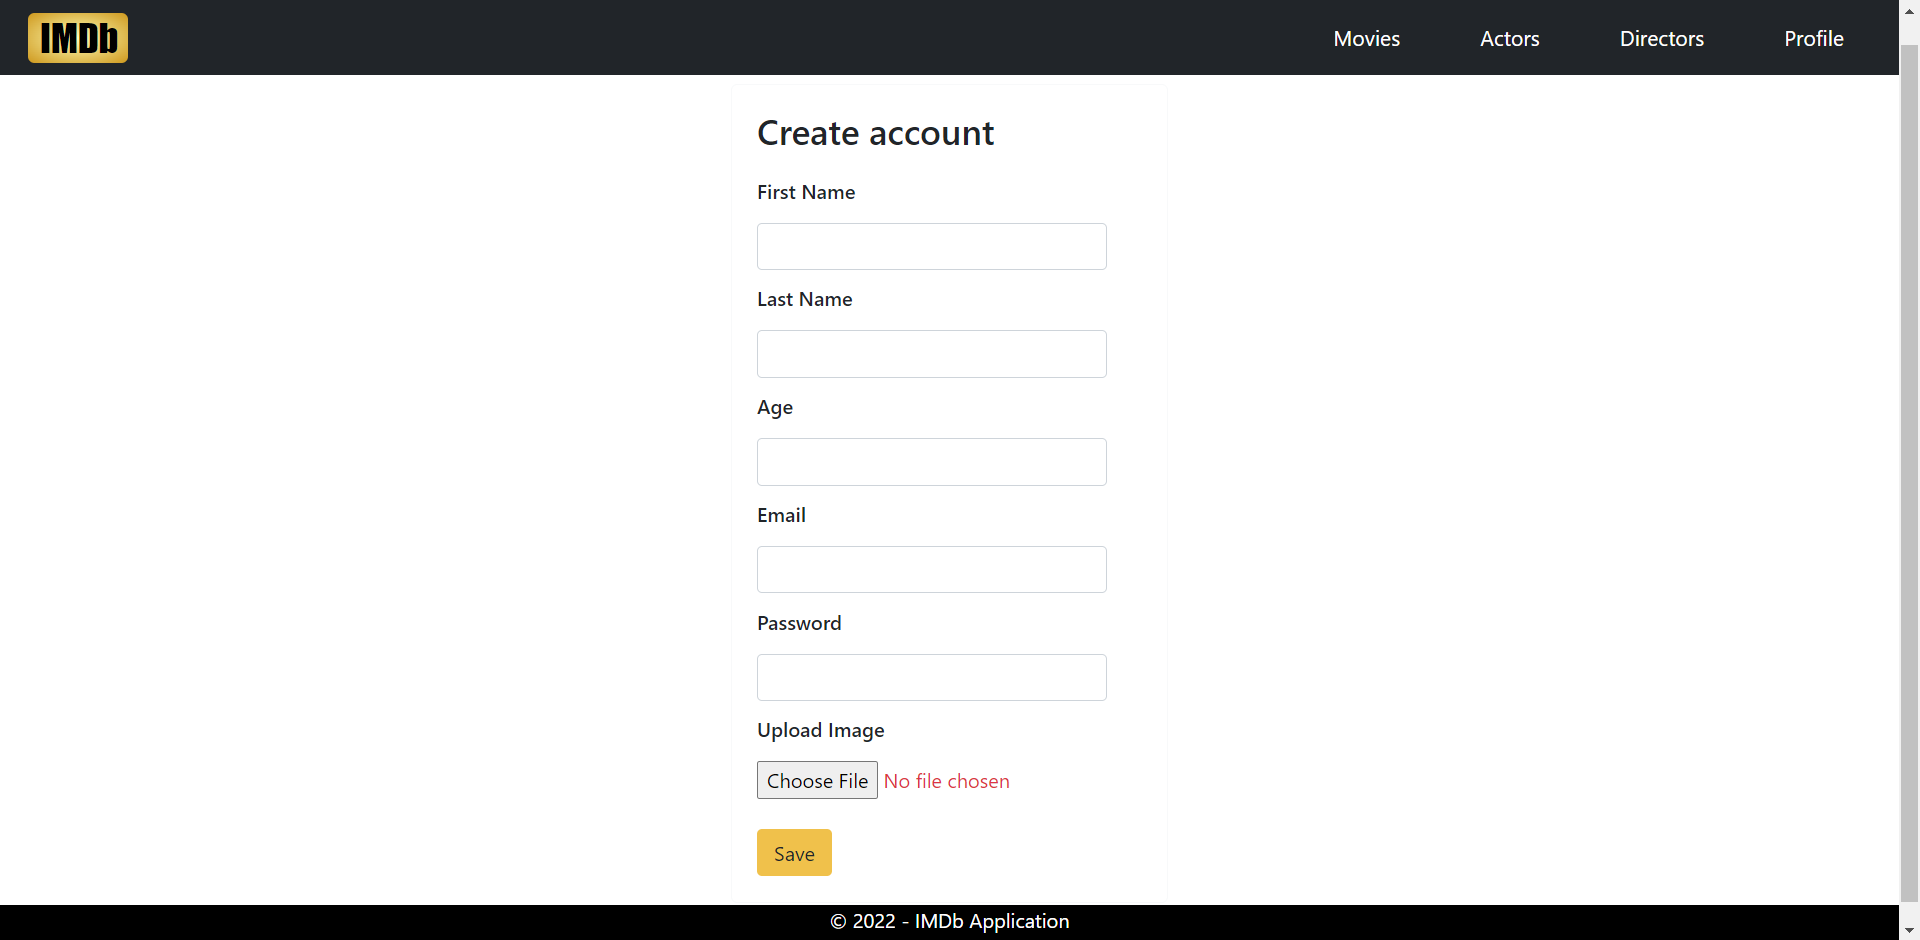 IMDb
Movies Actors Directors Profile
Create account
First Name
Last Name
Age
Email
Password
Upload Image
Choose File No file chosen
Save
© 2022 - IMDb Application